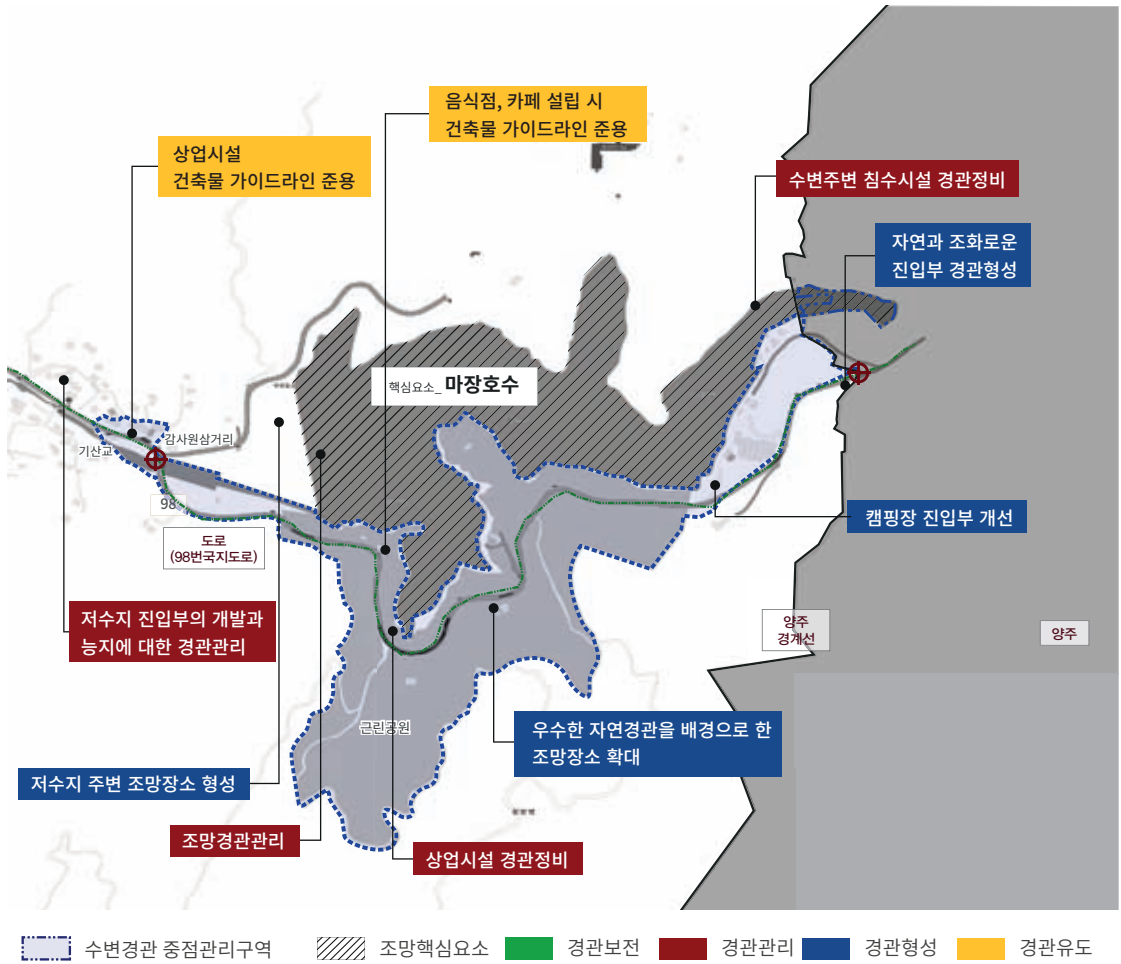 음식점, 카페 설립 시
건축물 가이드라인 준용
상업시설
건축물 가이드라인 준용
수변주변 침수시설 경관정비
자연과 조화로운
진입부 경관형성
핵심요소_마장호수
감사원삼거리
기산교
98
도로
(98번국지도로)
캠핑장 진입부 개선
저수지 진입부의 개발과
능지에 대한 경관관리
양주
경계선
양주
우수한 자연경관을 배경으로 한
조망장소 확대
근린공원
저수지 주변 조망장소 형성
조망경관관리
상업시설 경관정비
수변경관 중점관리구역
조망핵심요소
경관보전
경관관리
경관형성
경관유도